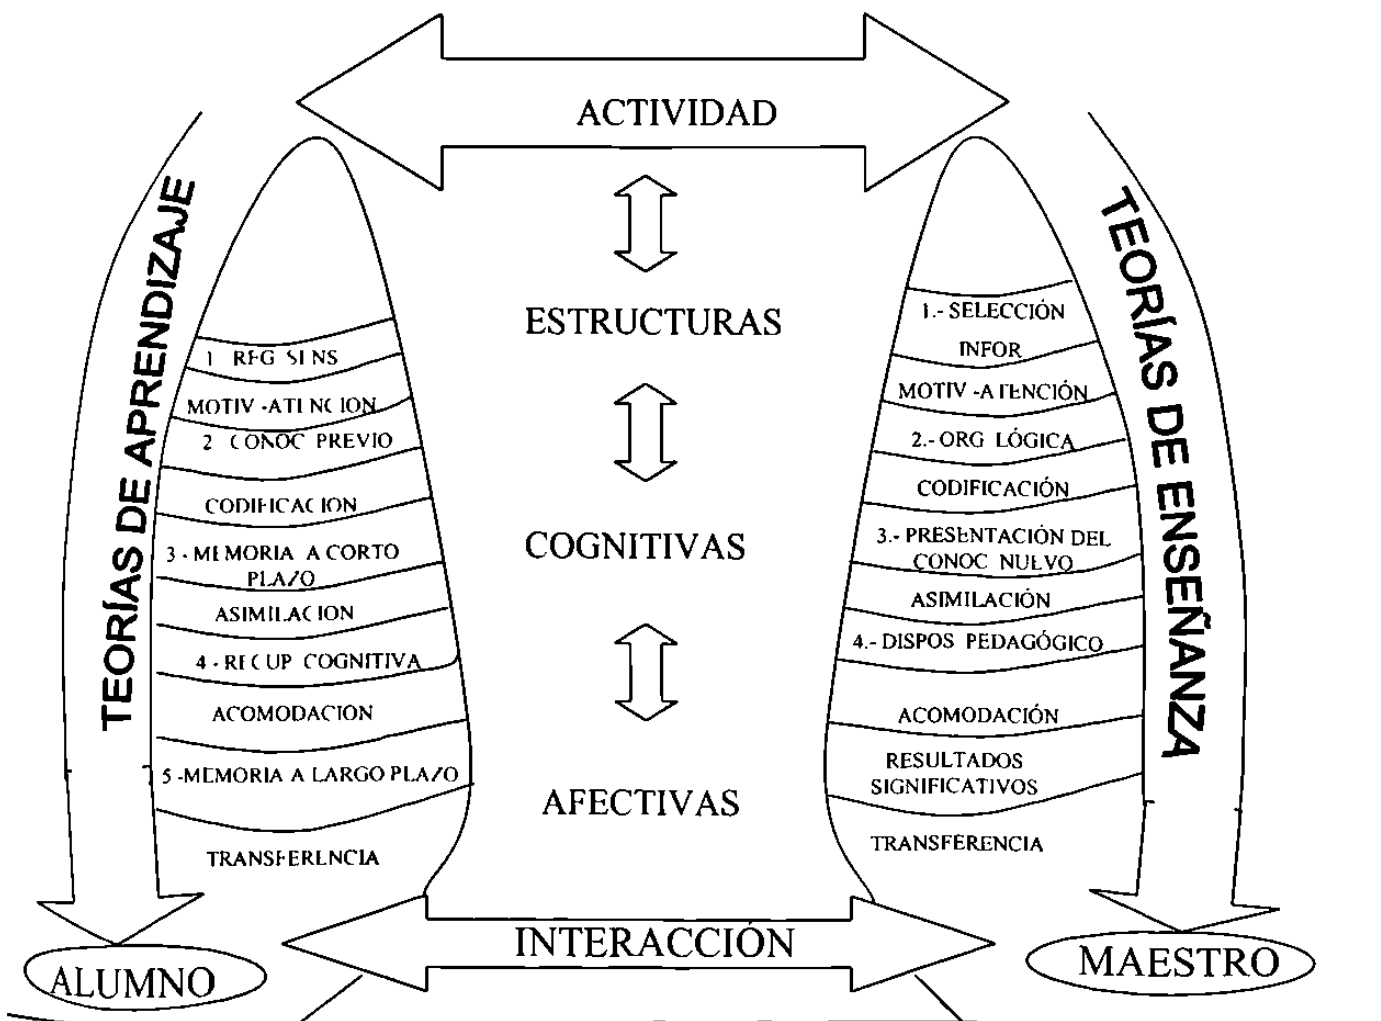 ACTIVIDAD
TEORÍAS DE APRENDIZAJE
1 REG SENS
MOTIV -ATENCION
2 CONOC PREVIO
CODIFICACION
3 - MEMORIA A CORTO
PLAZO
ASIMILACION
4 - RECUP COGNITIVA
ACOMODACION
5 -MEMORIA A LARGO PLAZO
TRANSFERENCIA
ALUMNO
ESTRUCTURAS
COGNITIVAS
AFECTIVAS
INTERACCIÓN
1.- SELECCIÓN
INFOR
MOTIV -ATENCIÓN
2.- ORG LÓGICA
CODIFICACIÓN
3.- PRESENTACIÓN DEL
CONOC NUEVO
ASIMILACIÓN
4.- DISPOS PEDAGÓGICO
ACOMODACIÓN
RESULTADOS
SIGNIFICATIVOS
TRANSFERENCIA
TEORÍAS DE ENSEÑANZA
MAESTRO